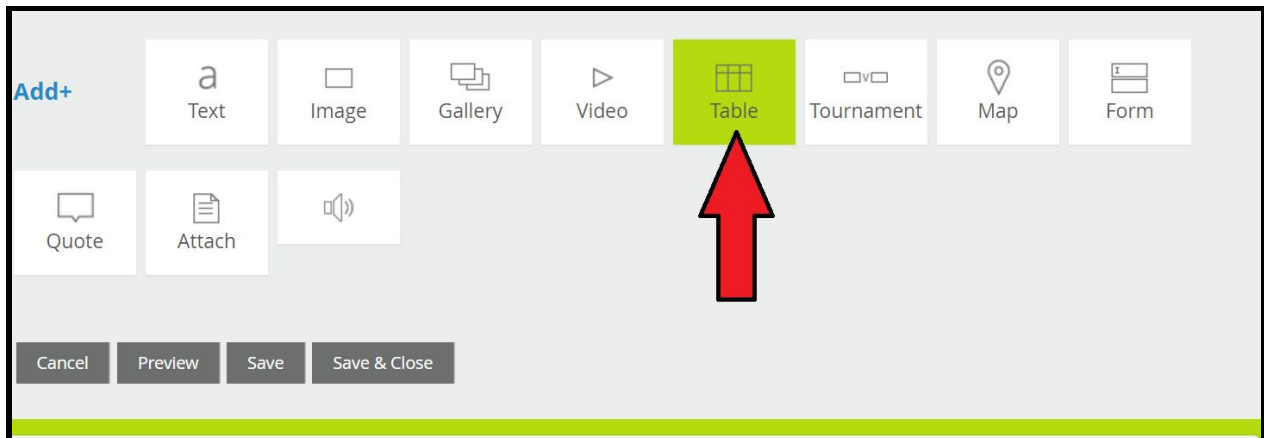 Add+
Text
Image
Gallery
Video
Table
Tournament
Map
Form
Quote
Attach
Cancel
Preview
Save
Save & Close